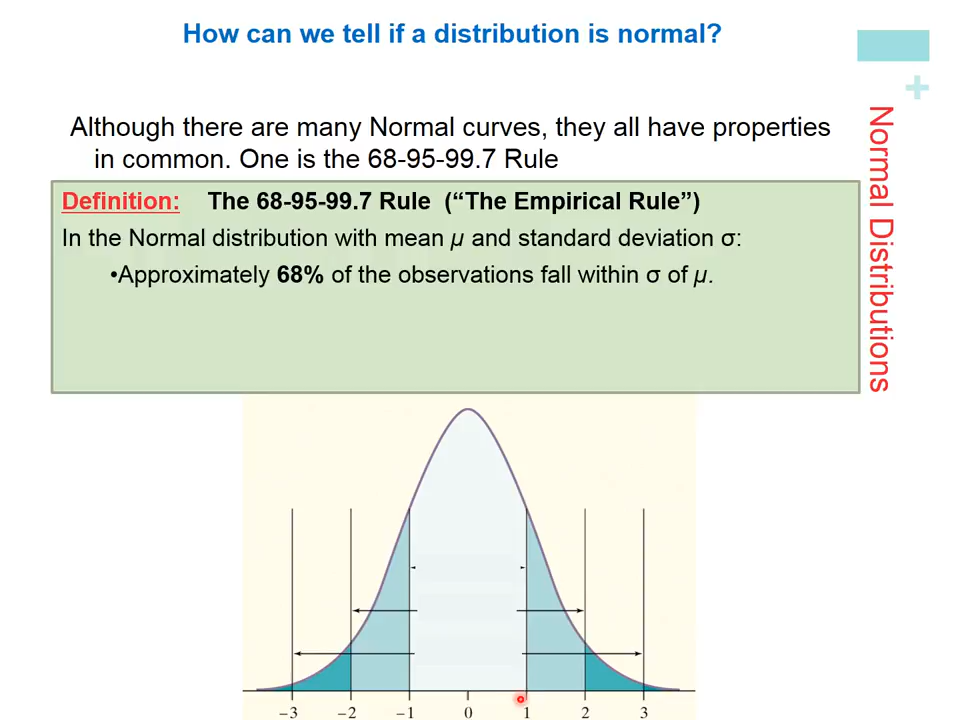 How can we tell if a distribution is normal?
+
Normal Distributions
Although there are many Normal curves, they all have properties
in common. One is the 68-95-99.7 Rule
Definition: The 68-95-99.7 Rule (“The Empirical Rule”)
In the Normal distribution with mean µ and standard deviation σ:
•Approximately 68% of the observations fall within σ of µ.
−3 −2 −1 0 1 2 3